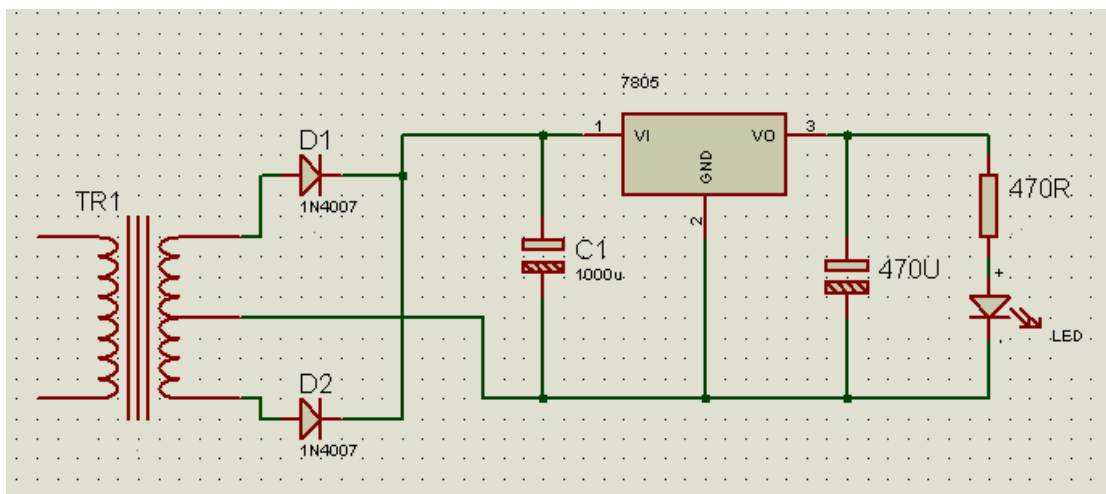 7805
1
VI
VO
3
GND
2
D1
1N4007
TR1
470R
C1
1000u
470U
+
LED
-
D2
1N4007